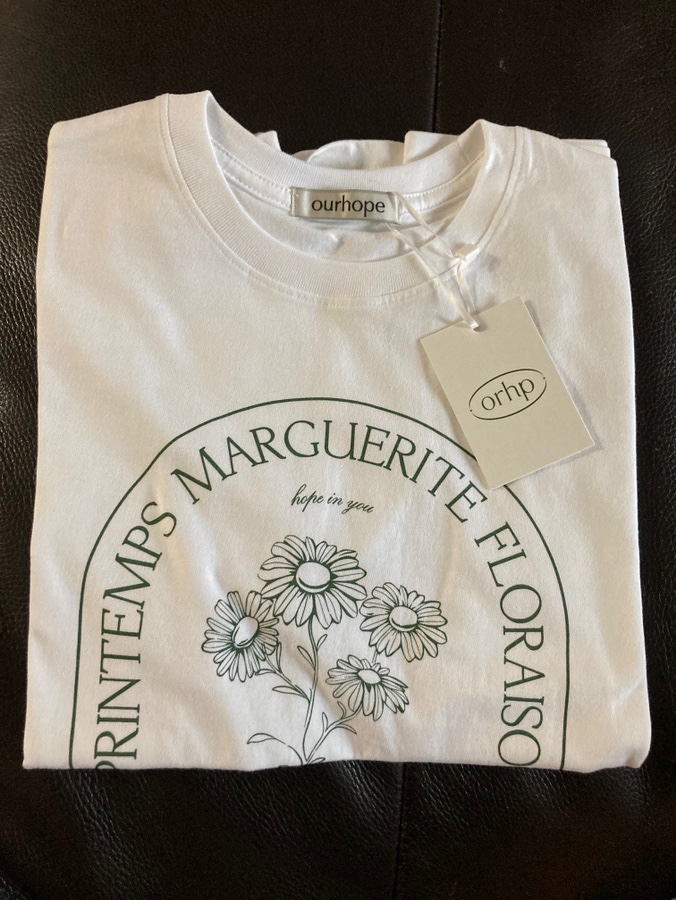 ourhope
orhp
PRINTEMPS MARGUERITE FLORAISO
hope in you